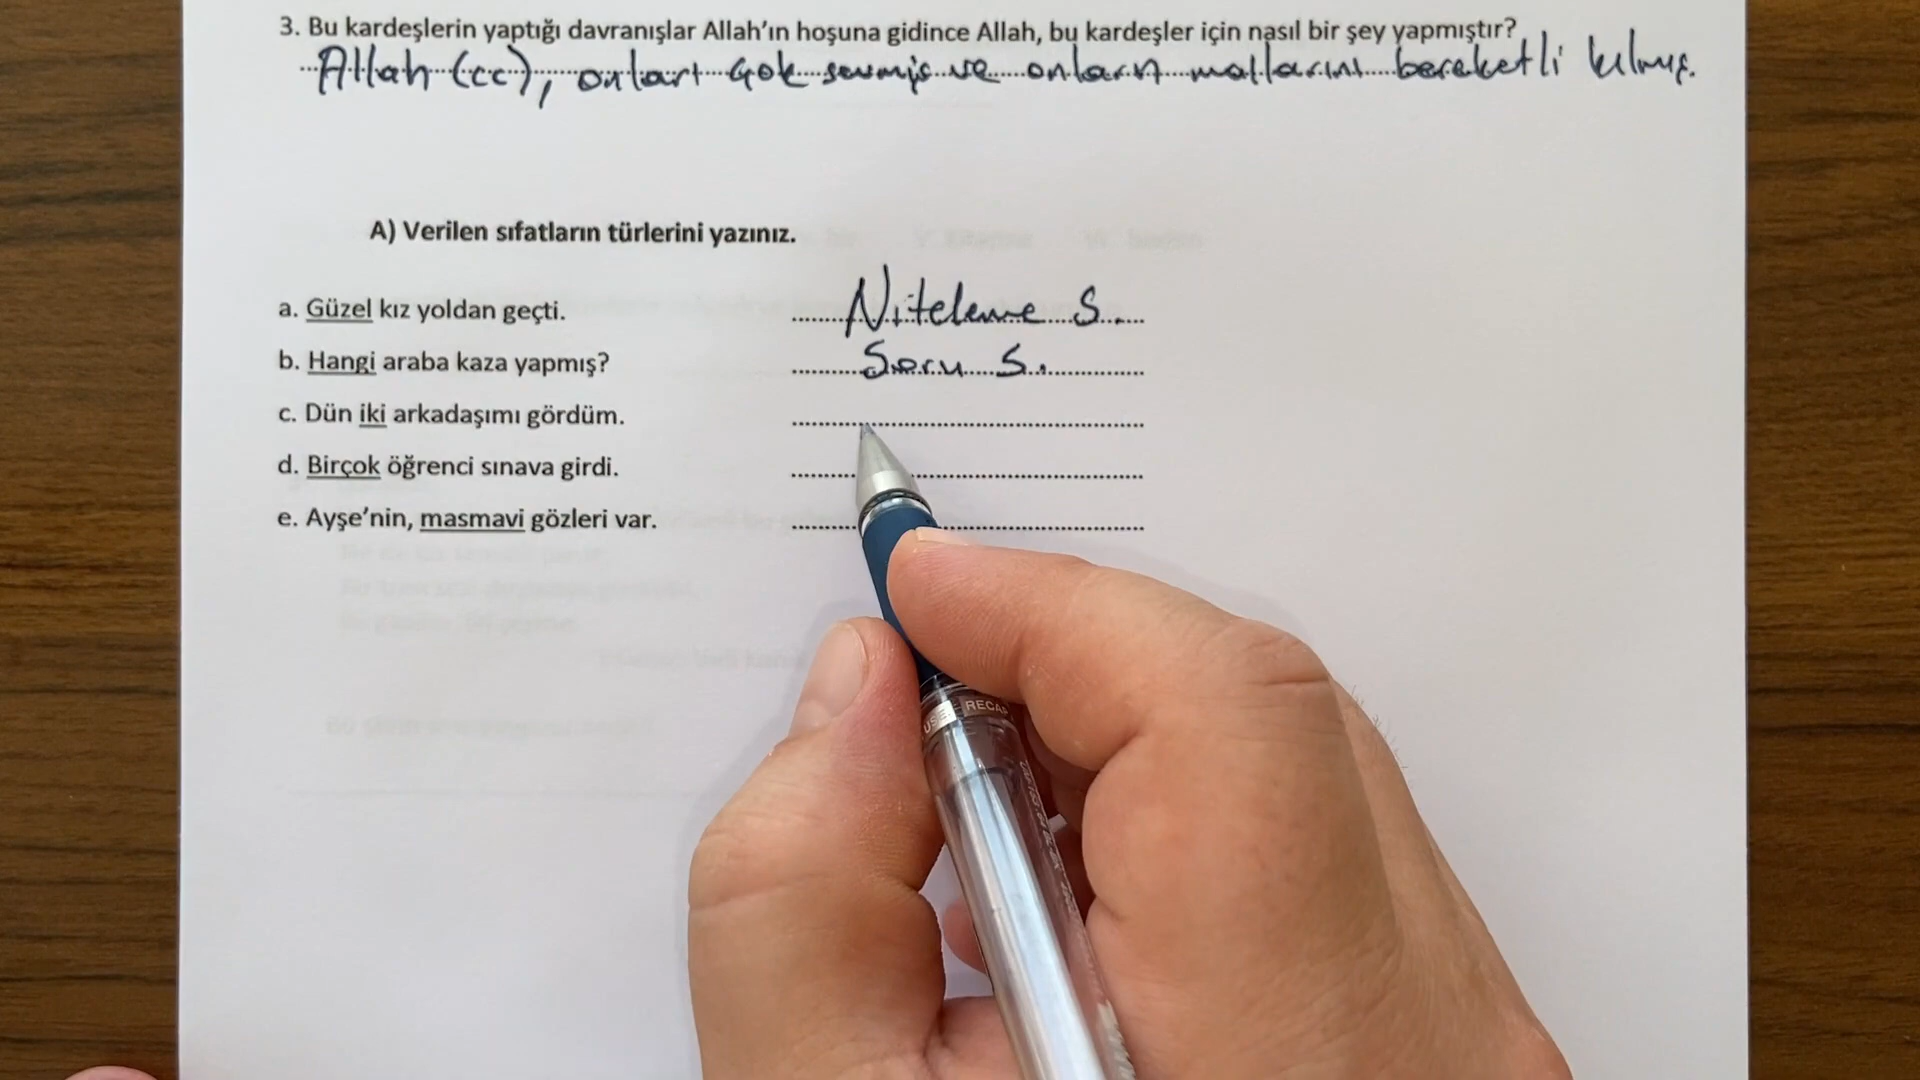 3. Bu kardeşlerin yaptığı davranışlar Allah'ın hoşuna gidince Allah, bu kardeşler için nasıl bir şey yapmıştır?
Allah (cc), onları çok sevmiş ve onların mallarını bereketli kılmış.
A) Verilen sıfatların türlerini yazınız.
a. Güzel kız yoldan geçti. Niteleme S.
b. Hangi araba kaza yapmış? Soru S.
c. Dün iki arkadaşımı gördüm.
d. Birçok öğrenci sınava girdi.
e. Ayşe'nin, masmavi gözleri var.
RECAP